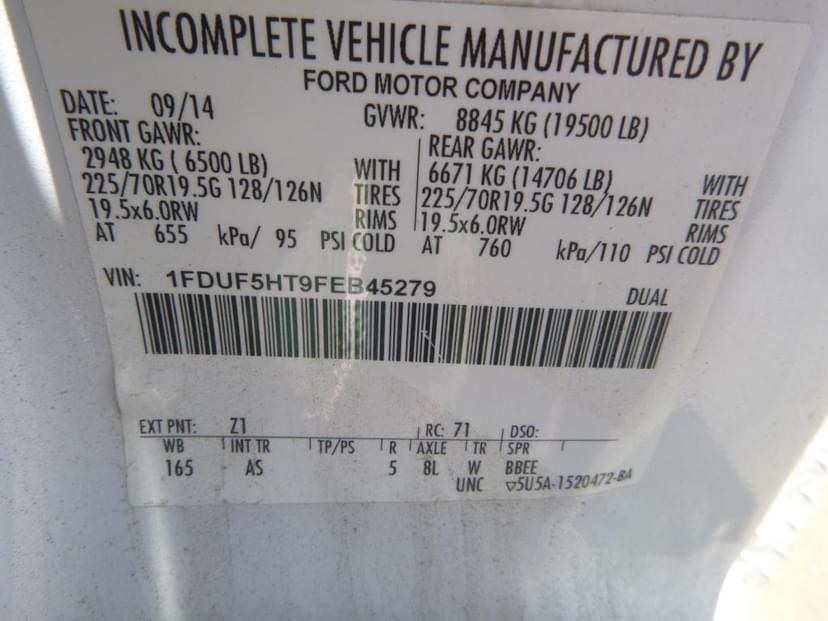 INCOMPLETE VEHICLE MANUFACTURED BY
FORD MOTOR COMPANY
DATE: 09/14 GVWR: 8845 KG (19500 LB)
FRONT GAWR: REAR GAWR:
2948 KG ( 6500 LB) WITH 6671 KG (14706 LB) WITH
225/70R19.5G 128/126N TIRES 225/70R19.5G 128/126N TIRES
19.5x6.0RW RIMS 19.5x6.0RW RIMS
AT 655 kPa/ 95 PSI COLD AT 760 kPa/110 PSI COLD
VIN: 1FDUF5HT9FEB45279 DUAL
EXT PNT: Z1 RC: 71 DSO:
WB INT TR TP/PS R AXLE TR SPR
165 AS 5 8L W BBEE
UNC ▽5U5A-1520472-BA